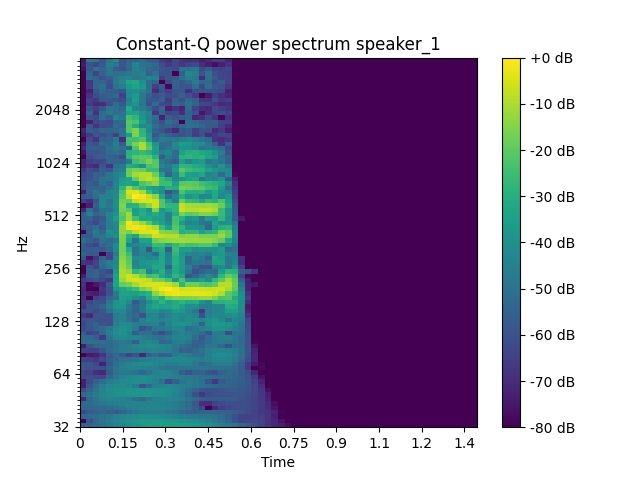 Constant-Q power spectrum speaker_1
+0 dB
-10 dB
-20 dB
-30 dB
-40 dB
-50 dB
-60 dB
-70 dB
-80 dB
2048
1024
512
256
128
64
32
Hz
0 0.15 0.3 0.45 0.6 0.75 0.9 1.1 1.2 1.4
Time